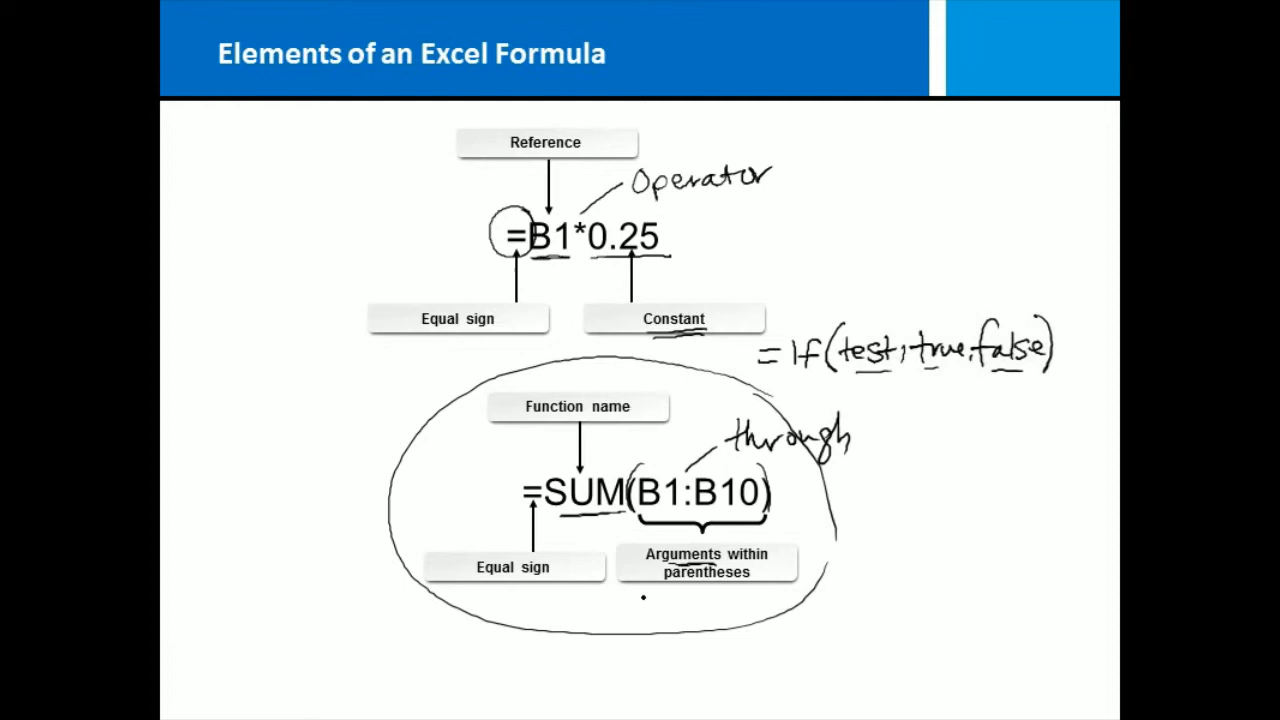 Elements of an Excel Formula
Reference
Operator
=B1*0.25
Equal sign
Constant
=If(test,true,false)
Function name
through
=SUM(B1:B10)
Equal sign
Arguments within
parentheses